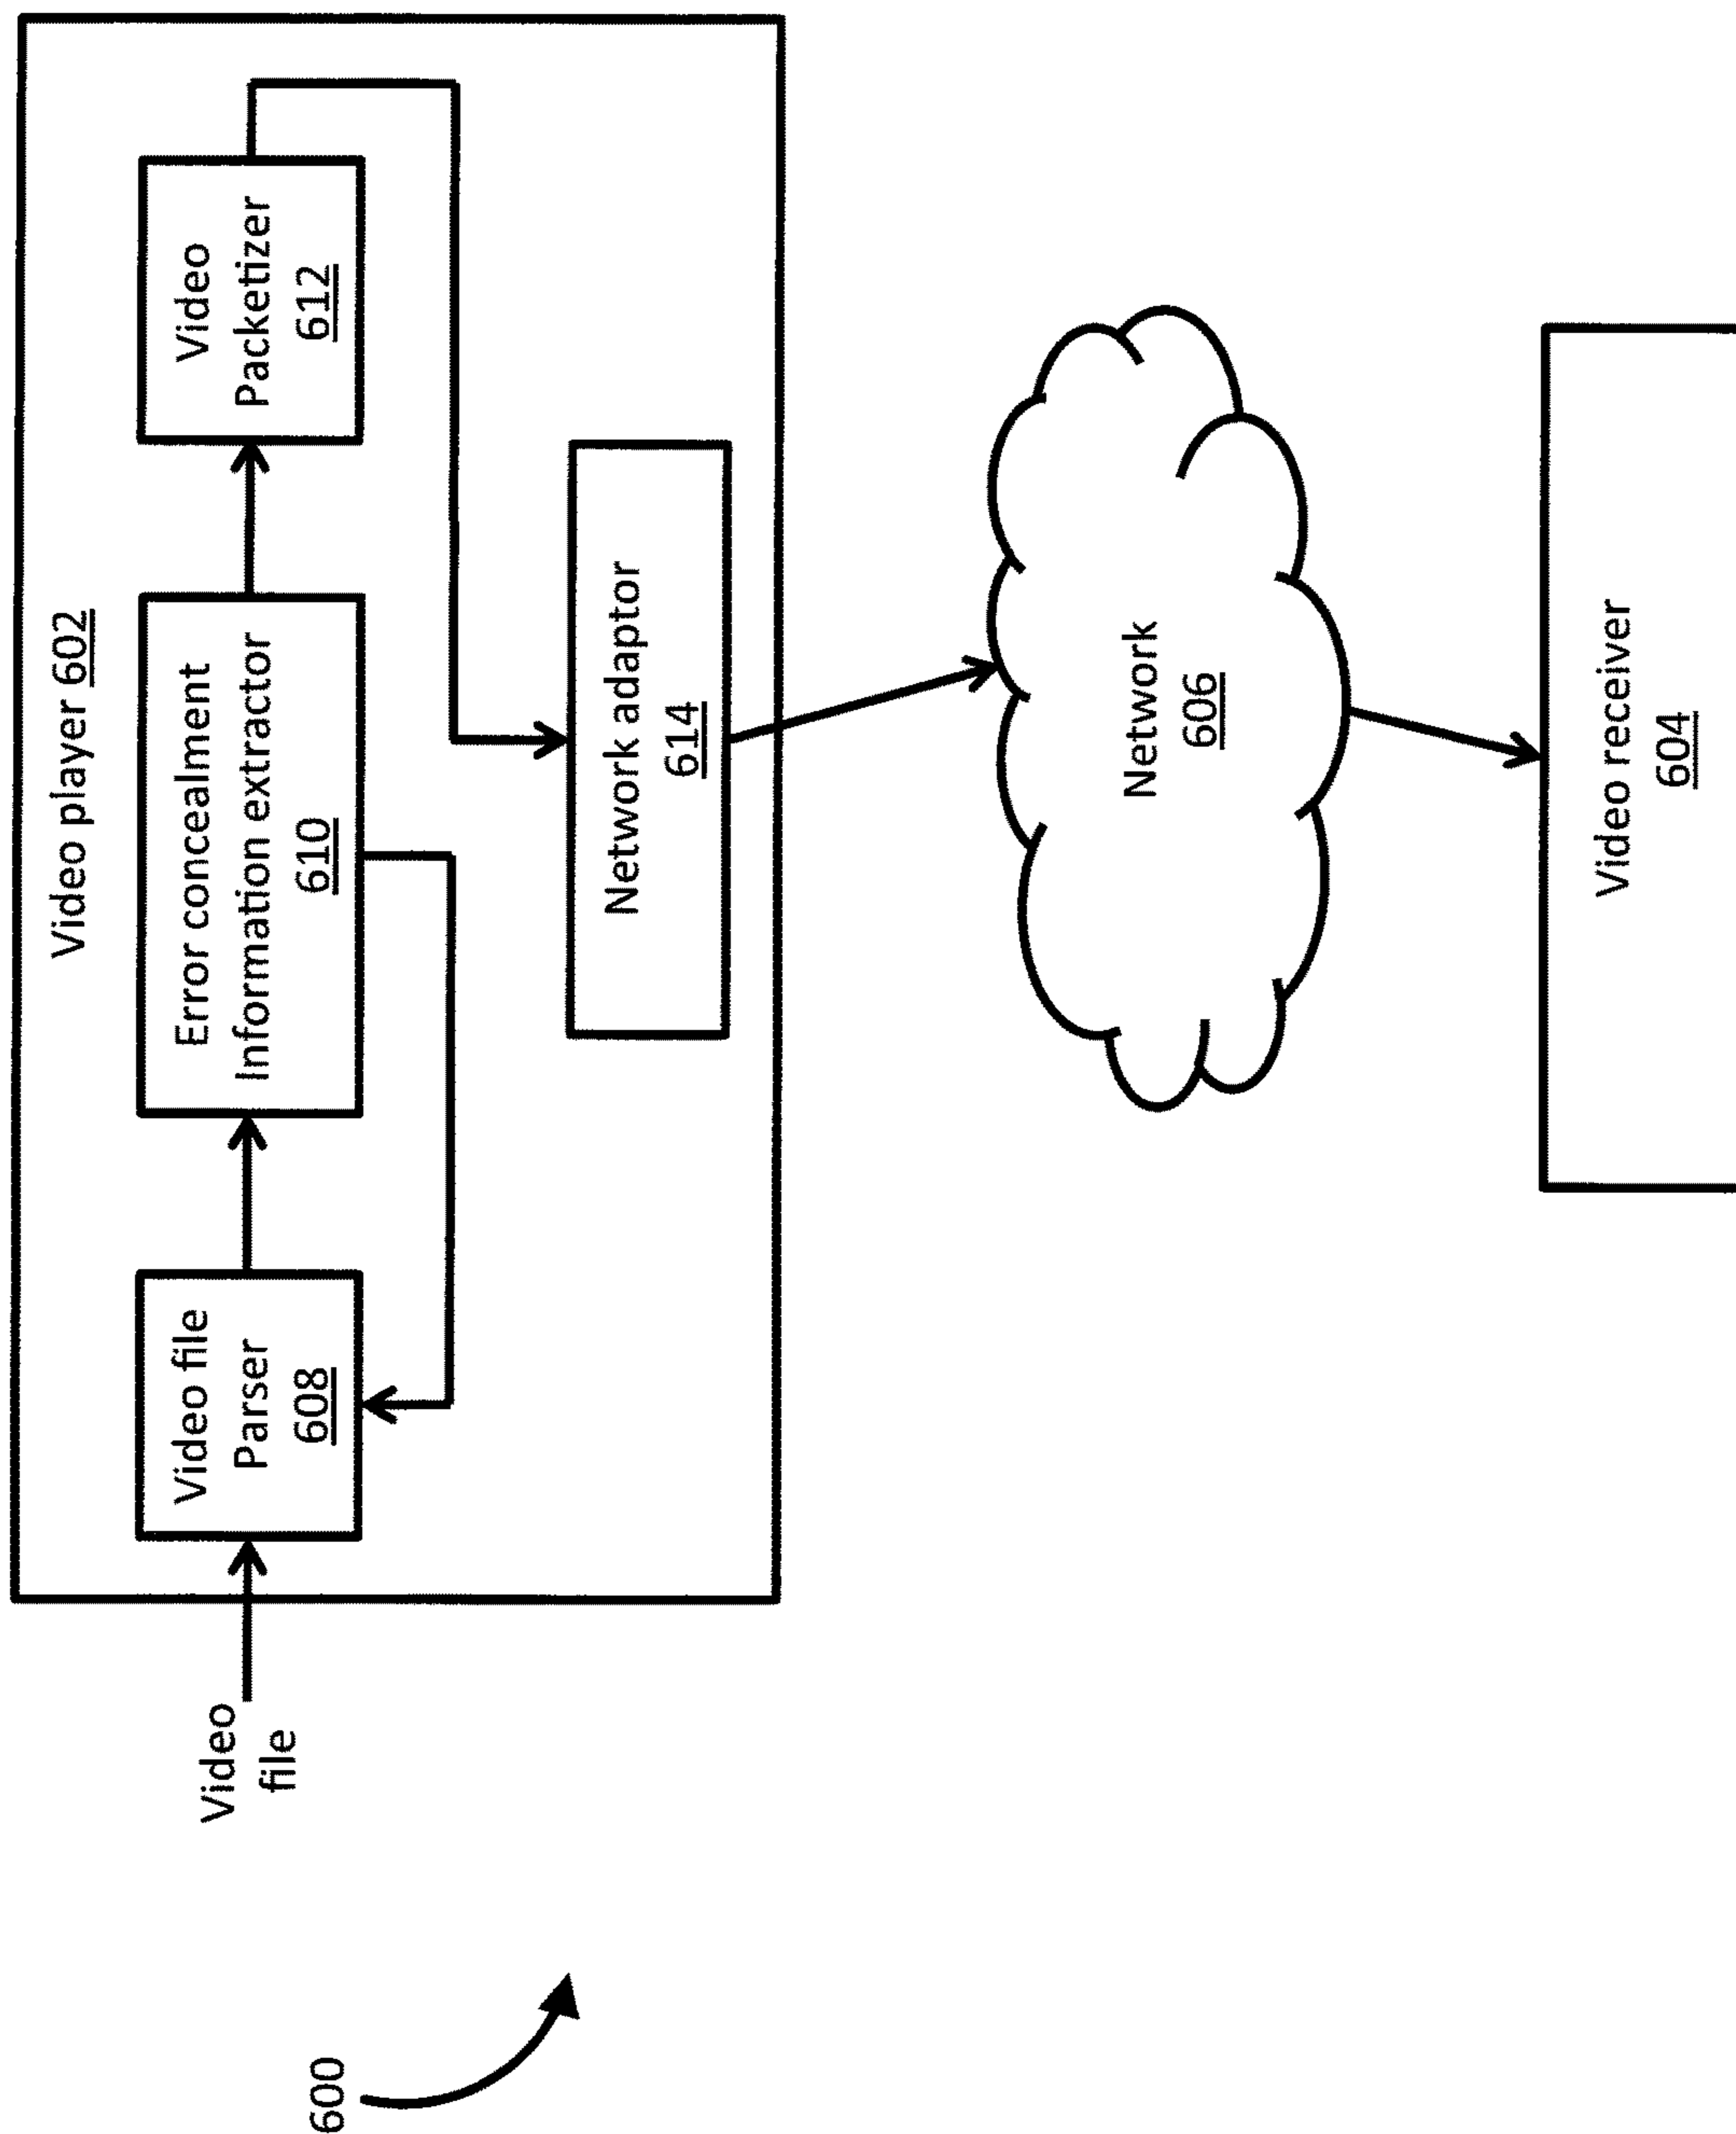 Video player 602
Video
file
Video file
Parser
608
Error concealment
Information extractor
610
Video
Packetizer
612
Network adaptor
614
Network
606
Video receiver
604
600